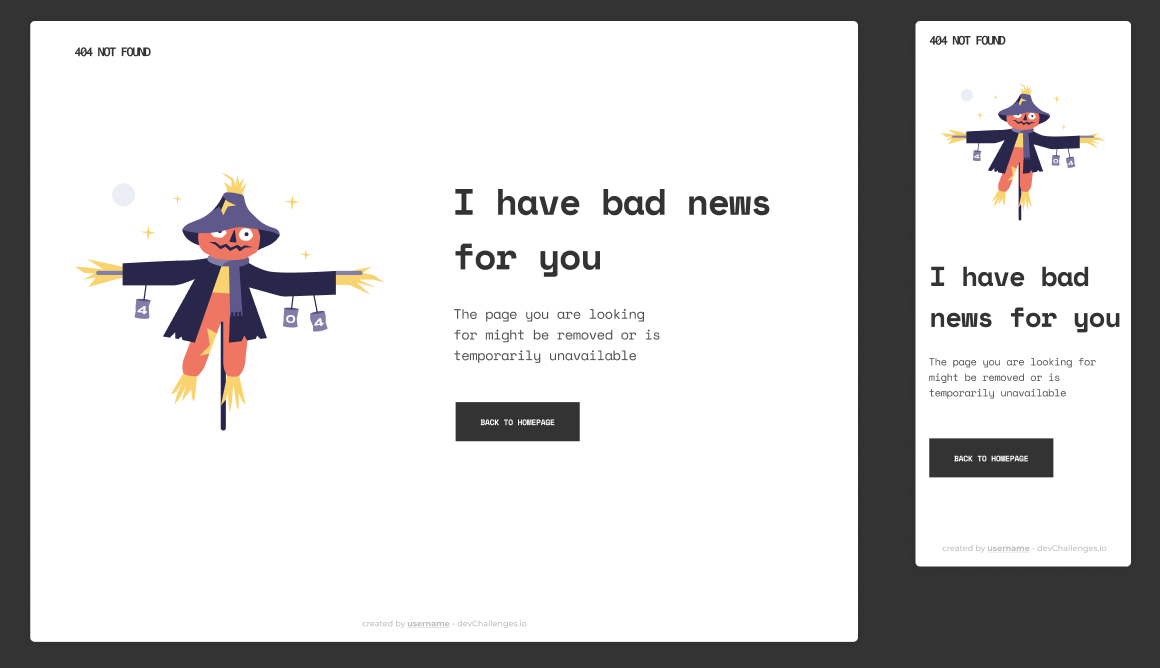 404 NOT FOUND
4
0
4
I have bad news
for you
The page you are looking
for might be removed or is
temporarily unavailable
BACK TO HOMEPAGE
created by username - devChallenges.io
404 NOT FOUND
4
0
4
I have bad
news for you
The page you are looking for
might be removed or is
temporarily unavailable
BACK TO HOMEPAGE
created by username - devChallenges.io